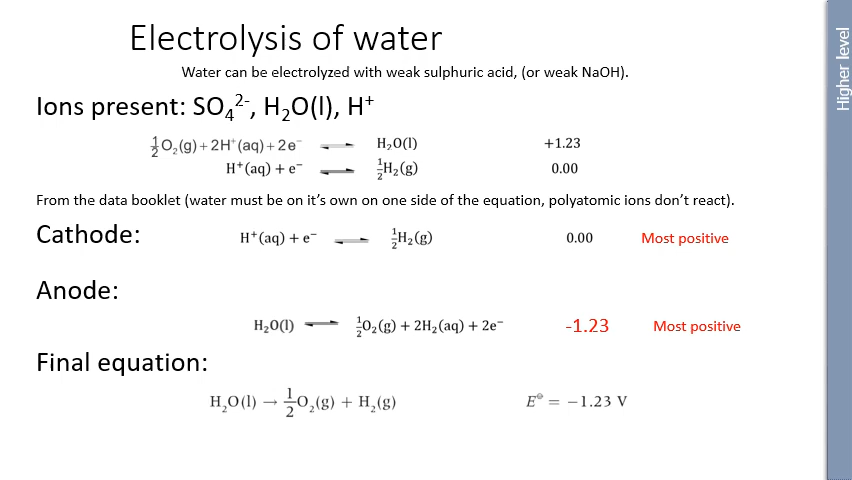 Electrolysis of water
Higher level
Water can be electrolyzed with weak sulphuric acid, (or weak NaOH).
Ions present: SO₄²⁻, H₂O(l), H⁺
½O₂(g) + 2H⁺(aq) + 2e⁻ ⇌ H₂O(l) +1.23
H⁺(aq) + e⁻ ⇌ ½H₂(g) 0.00
From the data booklet (water must be on it's own on one side of the equation, polyatomic ions don't react).
Cathode: H⁺(aq) + e⁻ ⇌ ½H₂(g) 0.00 Most positive
Anode:
H₂O(l) ⇌ ½O₂(g) + 2H₂(aq) + 2e⁻ -1.23 Most positive
Final equation:
H₂O(l) → ½O₂(g) + H₂(g) E⊖ = −1.23 V